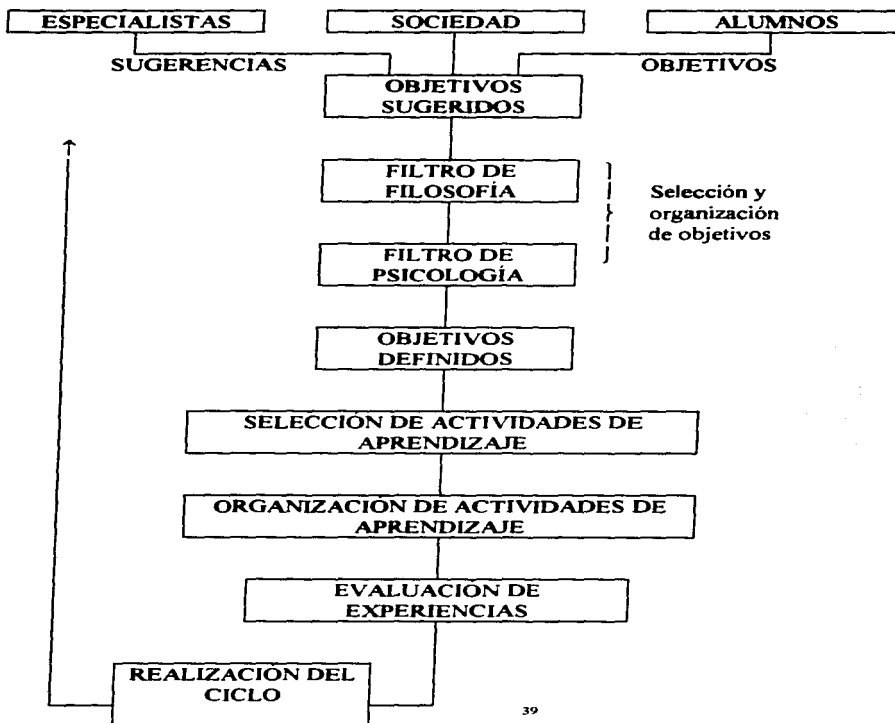 ESPECIALISTAS
SOCIEDAD
ALUMNOS
SUGERENCIAS
OBJETIVOS
OBJETIVOS
SUGERIDOS
FILTRO DE
FILOSOFÍA
Selección y
organización
de objetivos
FILTRO DE
PSICOLOGÍA
OBJETIVOS
DEFINIDOS
SELECCIÓN DE ACTIVIDADES DE
APRENDIZAJE
ORGANIZACIÓN DE ACTIVIDADES DE
APRENDIZAJE
EVALUACIÓN DE
EXPERIENCIAS
REALIZACIÓN DEL
CICLO
39